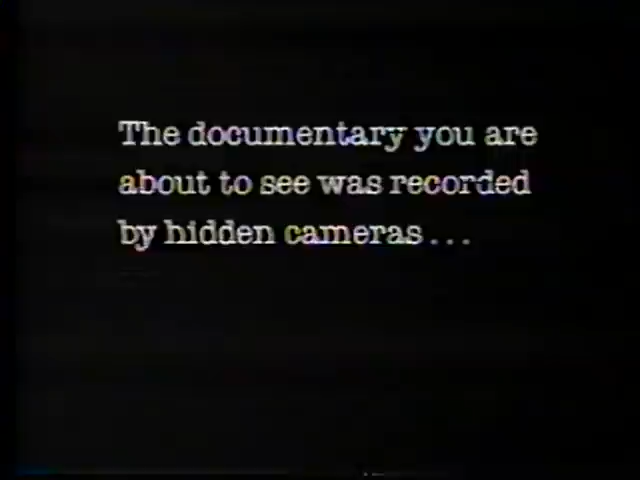 The documentary you are
about to see was recorded
by hidden cameras...